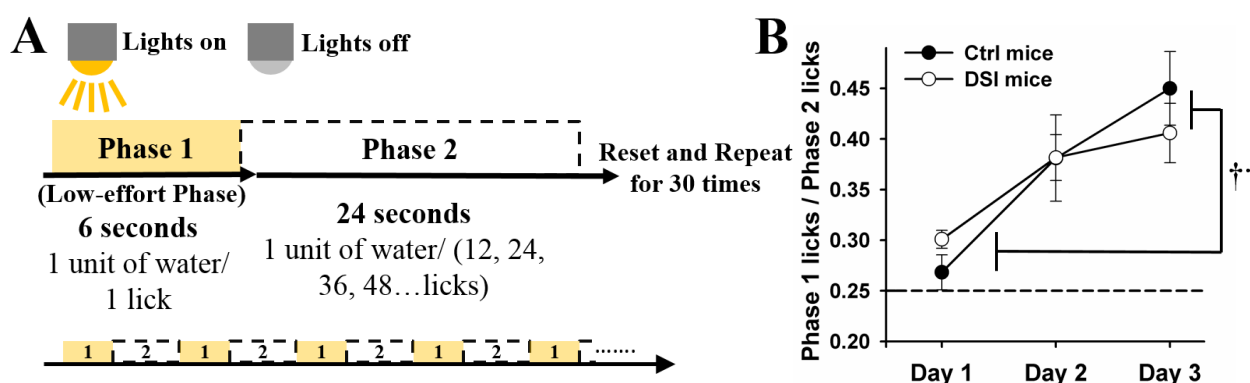 A
Lights on
Lights off
Phase 1
Phase 2
Reset and Repeat
for 30 times
(Low-effort Phase)
6 seconds
1 unit of water/
1 lick
24 seconds
1 unit of water/ (12, 24,
36, 48…licks)
1 2 1 2 1 2 1 2 1 .......
B
Phase 1 licks / Phase 2 licks
Ctrl mice
DSI mice
0.45
0.40
0.35
0.30
0.25
0.20
Day 1 Day 2 Day 3
†